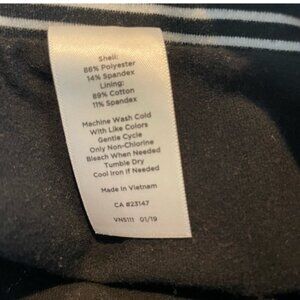 Shell:
86% Polyester
14% Spandex
Lining:
89% Cotton
11% Spandax
Machine Wash Cold
With Like Colors
Gentle Cycle
Only Non-Chlorine
Bleach When Needed
Tumble Dry
Cool Iron if Needed
Made in Vietnam
CA #23147
VN5111 01/19